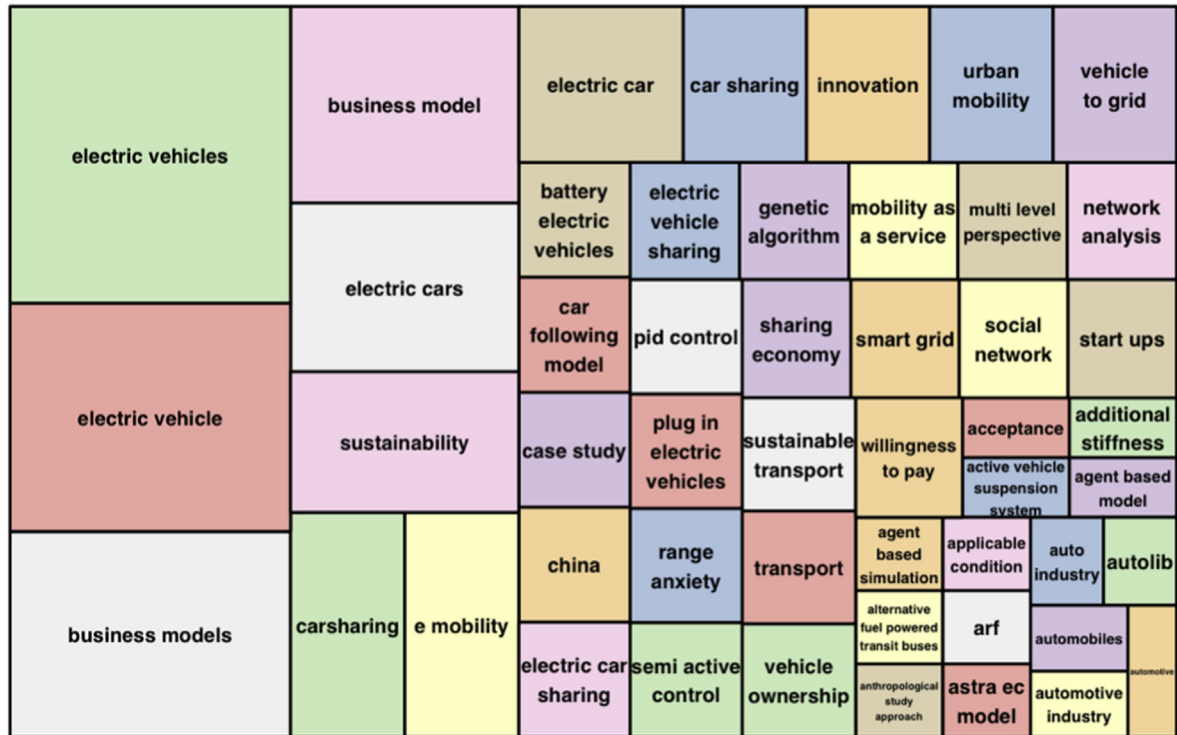 electric vehicles
electric vehicle
business models
business model
electric cars
sustainability
carsharing
e mobility
electric car
car sharing
innovation
urban
mobility
vehicle
to grid
battery
electric
vehicles
electric
vehicle
sharing
genetic
algorithm
mobility as
a service
multi level
perspective
network
analysis
car
following
model
pid control
sharing
economy
smart grid
social
network
start ups
case study
plug in
electric
vehicles
sustainable
transport
willingness
to pay
acceptance
additional
stiffness
active vehicle
suspension
system
agent based
model
china
range
anxiety
transport
agent
based
simulation
applicable
condition
auto
industry
autolib
alternative
fuel powered
transit buses
arf
automobiles
automotive
electric car
sharing
semi active
control
vehicle
ownership
anthropological
study
approach
astra ec
model
automotive
industry